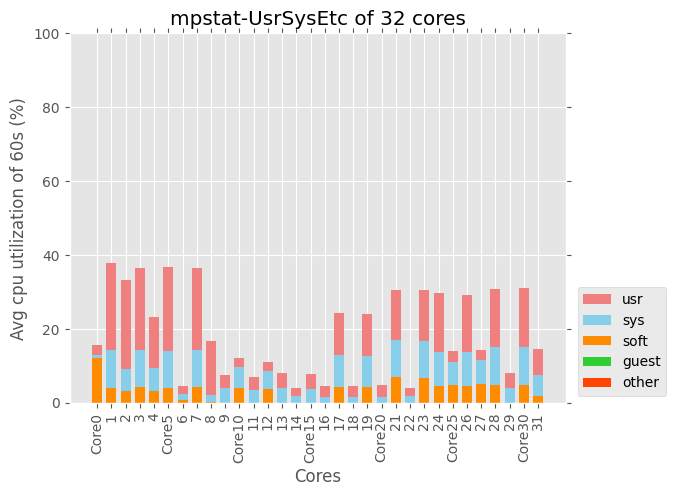 mpstat-UsrSysEtc of 32 cores
Avg cpu utilization of 60s (%)
100
80
60
40
20
0
Core0
1
2
3
4
Core5
6
7
8
9
Core10
11
12
13
14
Core15
16
17
18
19
Core20
21
22
23
24
Core25
26
27
28
29
Core30
31
Cores
usr
sys
soft
guest
other